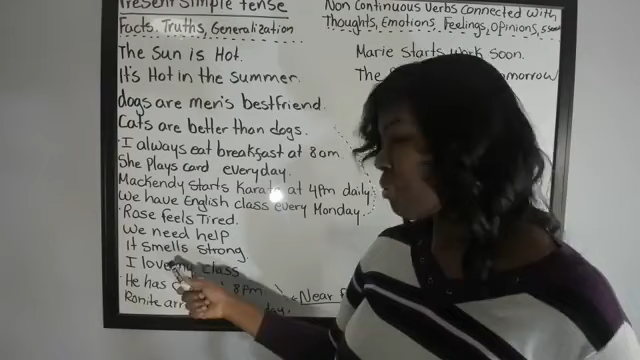 Present Simple Tense
Facts, Truths, Generalization
The Sun is Hot.
It's Hot in the summer.
dogs are men's bestfriend.
Cats are better than dogs.
I always eat breakfast at 8am.
She Plays card everyday.
Mackendy starts Karate at 4pm daily
We have English class every Monday.
Rose feels Tired.
We need help
It smells strong.
I love my class
He has 8pm
Ronite day.
Near
Non Continuous Verbs Connected With
Thoughts, Emotions, Feelings, Opinions,
Marie starts work soon.
The tomorrow